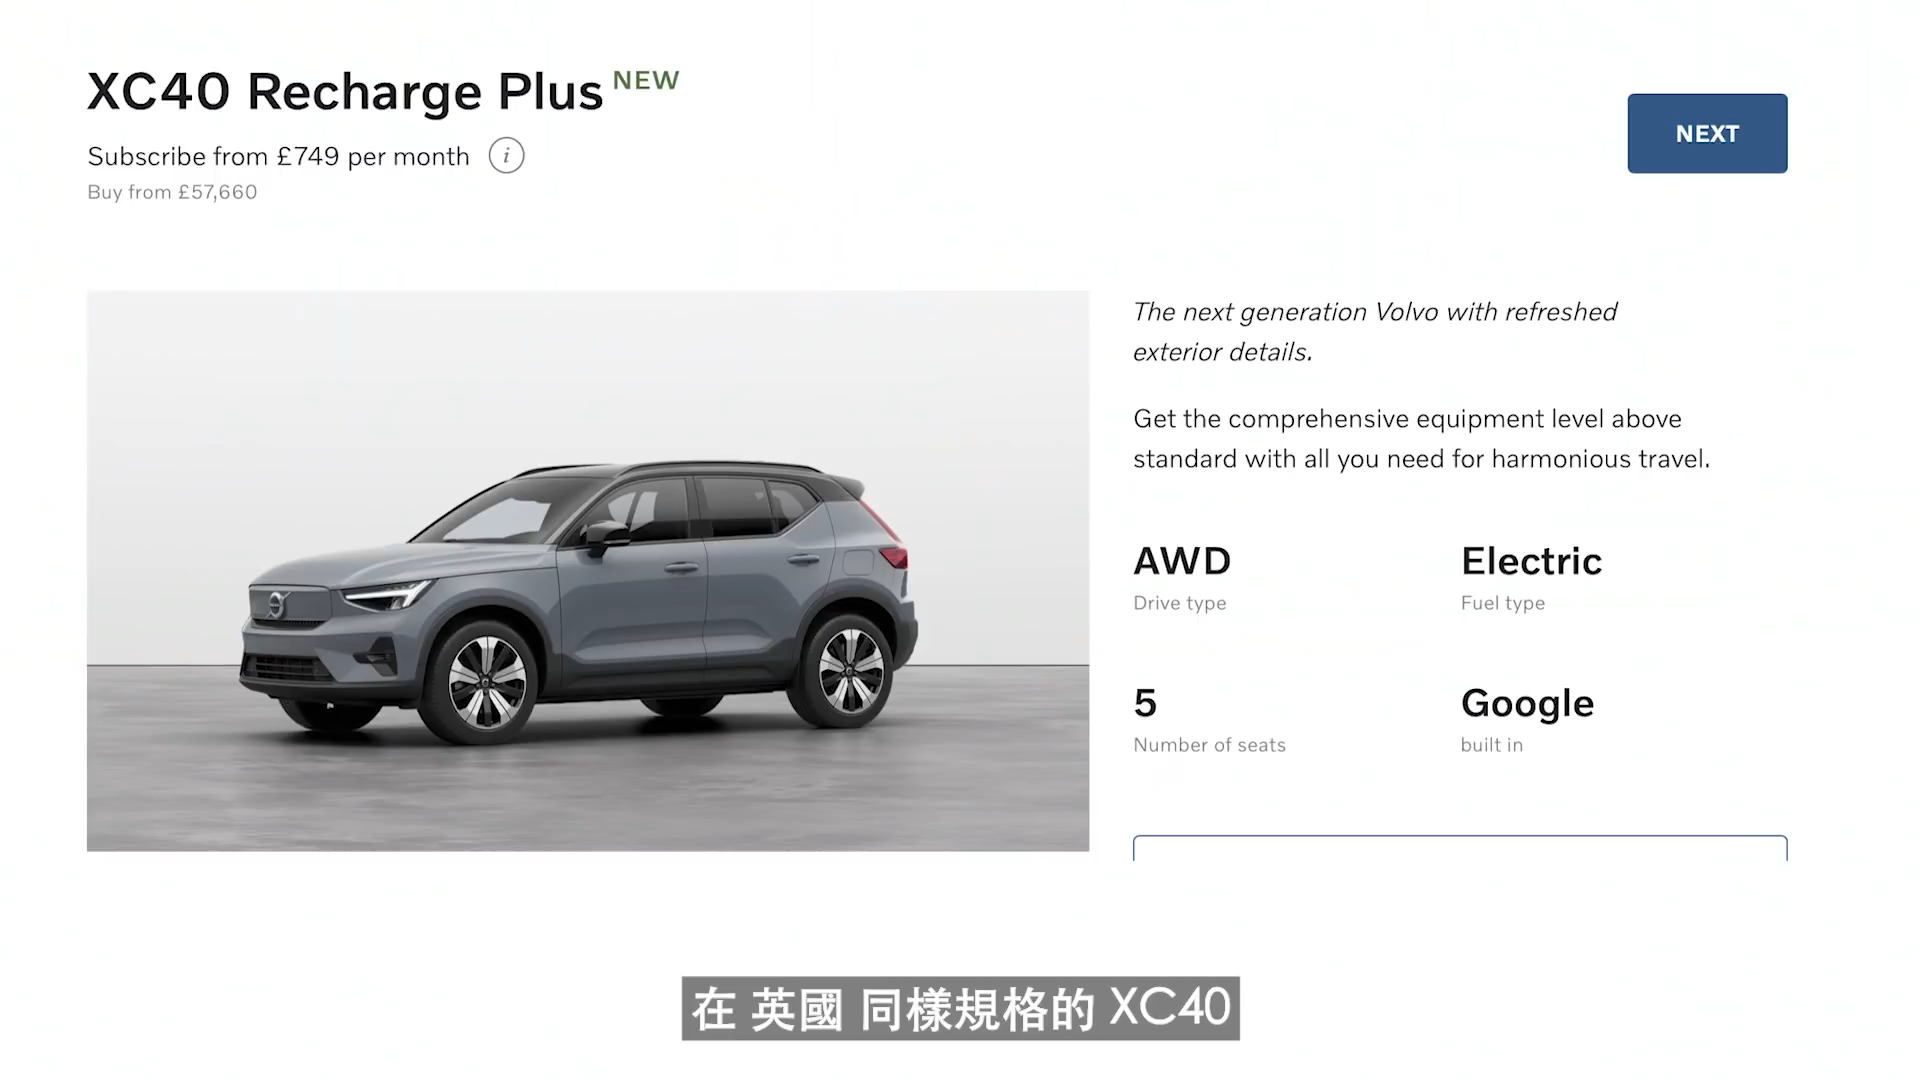 XC40 Recharge Plus NEW
Subscribe from £749 per month i
Buy from £57,660
NEXT
The next generation Volvo with refreshed
exterior details.
Get the comprehensive equipment level above
standard with all you need for harmonious travel.
AWD
Drive type
Electric
Fuel type
5
Number of seats
Google
built in
在 英國 同樣規格的 XC40